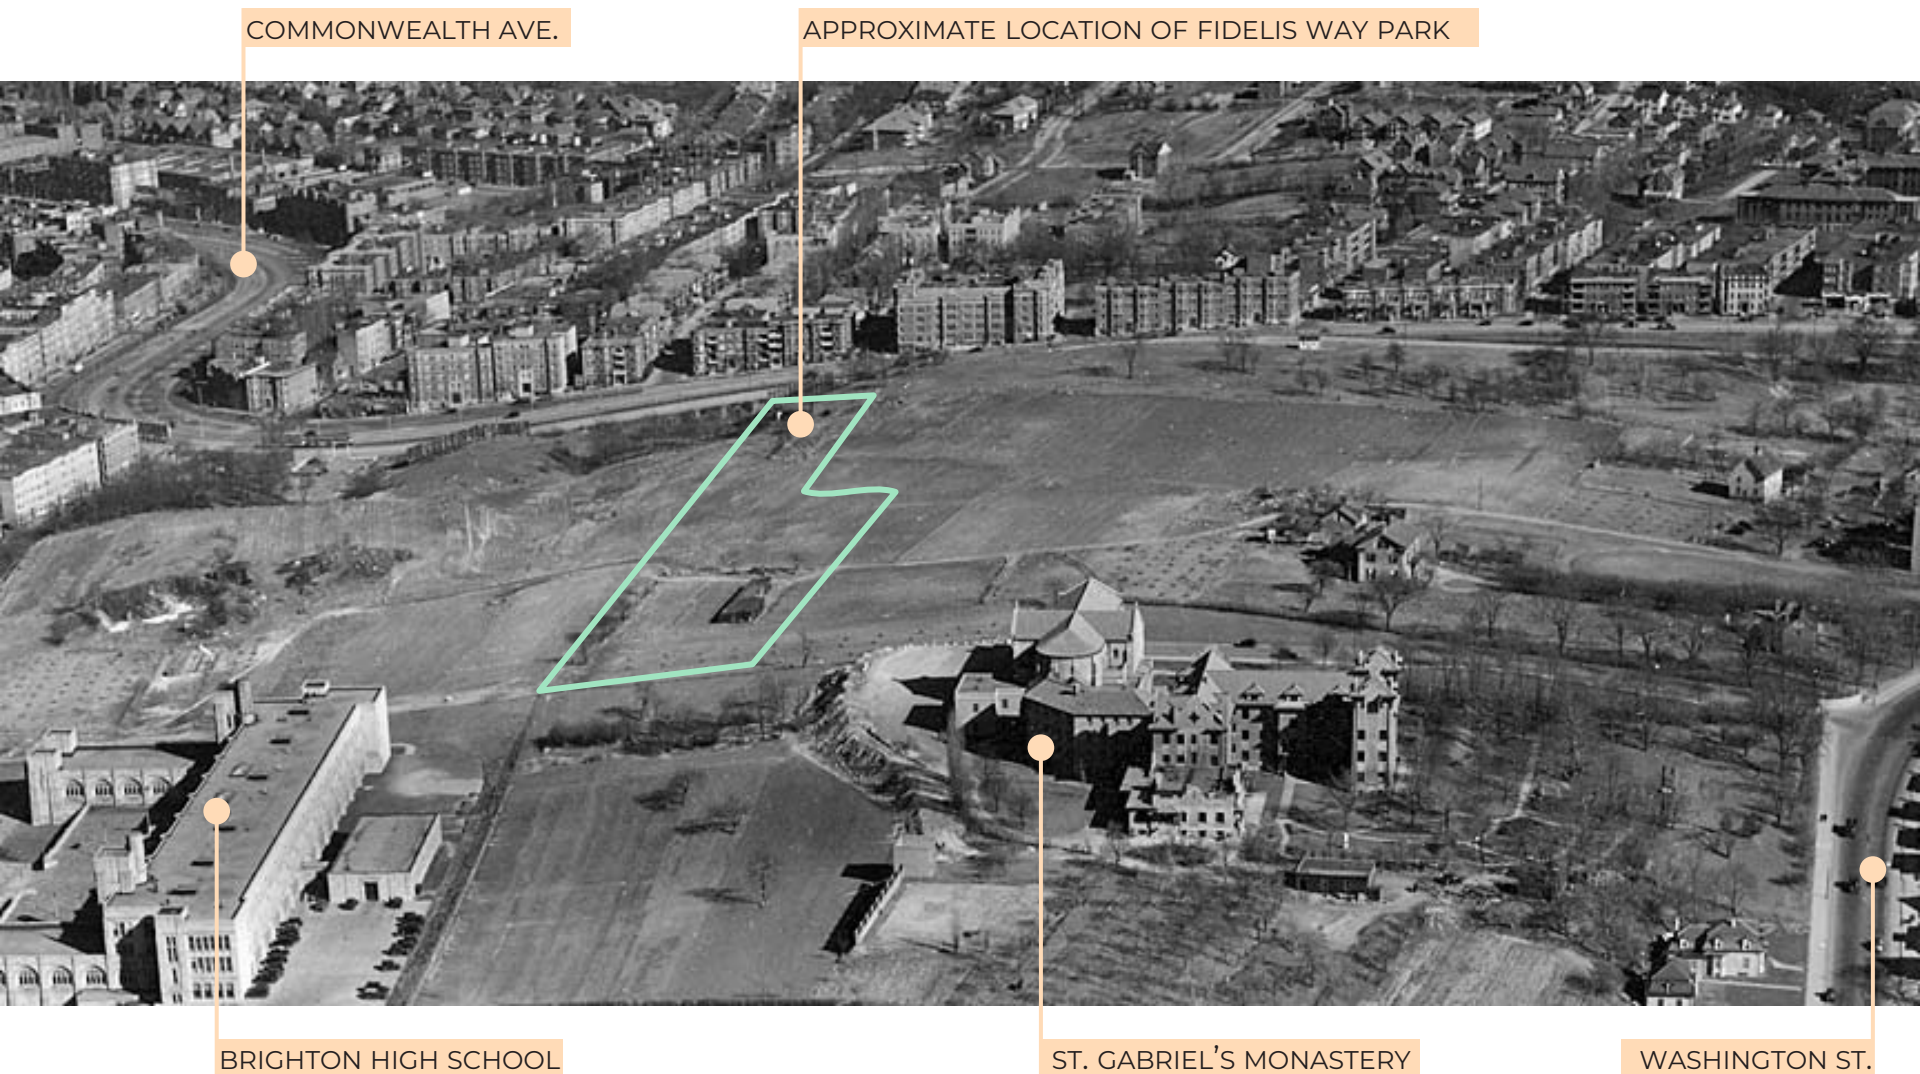 COMMONWEALTH AVE.
APPROXIMATE LOCATION OF FIDELIS WAY PARK
BRIGHTON HIGH SCHOOL
ST. GABRIEL'S MONASTERY
WASHINGTON ST.